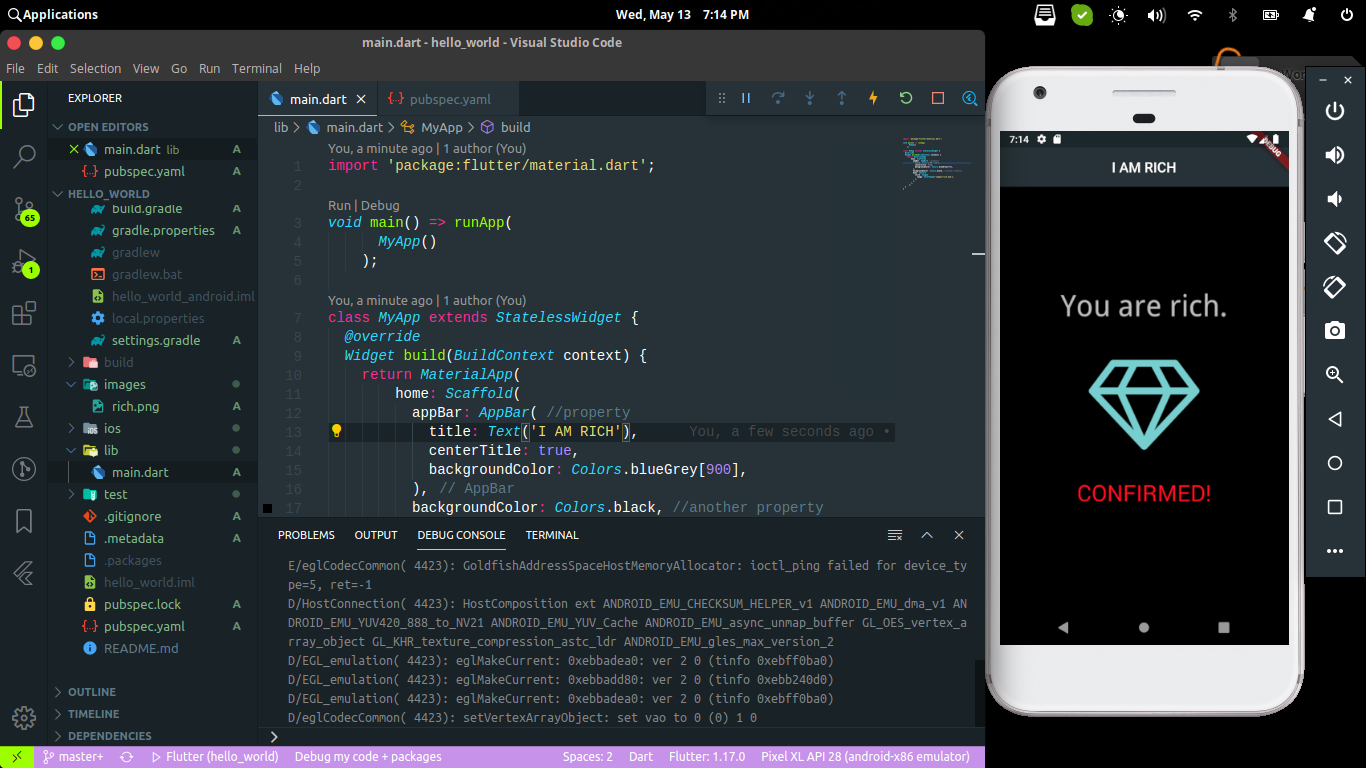 Applications
Wed, May 13 7:14 PM
main.dart - hello_world - Visual Studio Code
File Edit Selection View Go Run Terminal Help
EXPLORER
OPEN EDITORS
main.dart lib A
pubspec.yaml A
HELLO_WORLD
build.gradle A
gradle.properties A
gradlew
gradlew.bat
hello_world_android.iml
local.properties
settings.gradle A
build
images
rich.png A
ios
lib
main.dart A
test
.gitignore A
.metadata A
.packages
hello_world.iml
pubspec.lock A
pubspec.yaml A
README.md
OUTLINE
TIMELINE
DEPENDENCIES
65
1
main.dart
pubspec.yaml
lib > main.dart > MyApp > build
You, a minute ago | 1 author (You)
1 import 'package:flutter/material.dart';
2
Run | Debug
3 void main() => runApp(
4 MyApp()
5 );
6
You, a minute ago | 1 author (You)
7 class MyApp extends StatelessWidget {
8 @override
9 Widget build(BuildContext context) {
10 return MaterialApp(
11 home: Scaffold(
12 appBar: AppBar( //property
13 title: Text('I AM RICH'), You, a few seconds ago •
14 centerTitle: true,
15 backgroundColor: Colors.blueGrey[900],
16 ), // AppBar
17 backgroundColor: Colors.black, //another property
PROBLEMS OUTPUT DEBUG CONSOLE TERMINAL
E/eglCodecCommon( 4423): GoldfishAddressSpaceHostMemoryAllocator: ioctl_ping failed for device_ty
pe=5, ret=-1
D/HostConnection( 4423): HostComposition ext ANDROID_EMU_CHECKSUM_HELPER_v1 ANDROID_EMU_dma_v1 AN
DROID_EMU_YUV420_888_to_NV21 ANDROID_EMU_YUV_Cache ANDROID_EMU_async_unmap_buffer GL_OES_vertex_a
rray_object GL_KHR_texture_compression_astc_ldr ANDROID_EMU_gles_max_version_2
D/EGL_emulation( 4423): eglMakeCurrent: 0xebbadea0: ver 2 0 (tinfo 0xebff0ba0)
D/EGL_emulation( 4423): eglMakeCurrent: 0xebbadd80: ver 2 0 (tinfo 0xebb240d0)
D/EGL_emulation( 4423): eglMakeCurrent: 0xebbadea0: ver 2 0 (tinfo 0xebff0ba0)
D/eglCodecCommon( 4423): setVertexArrayObject: set vao to 0 (0) 1 0
master+ Flutter (hello_world) Debug my code + packages Spaces: 2 Dart Flutter: 1.17.0 Pixel XL API 28 (android-x86 emulator)
7:14
DEBUG
I AM RICH
You are rich.
CONFIRMED!